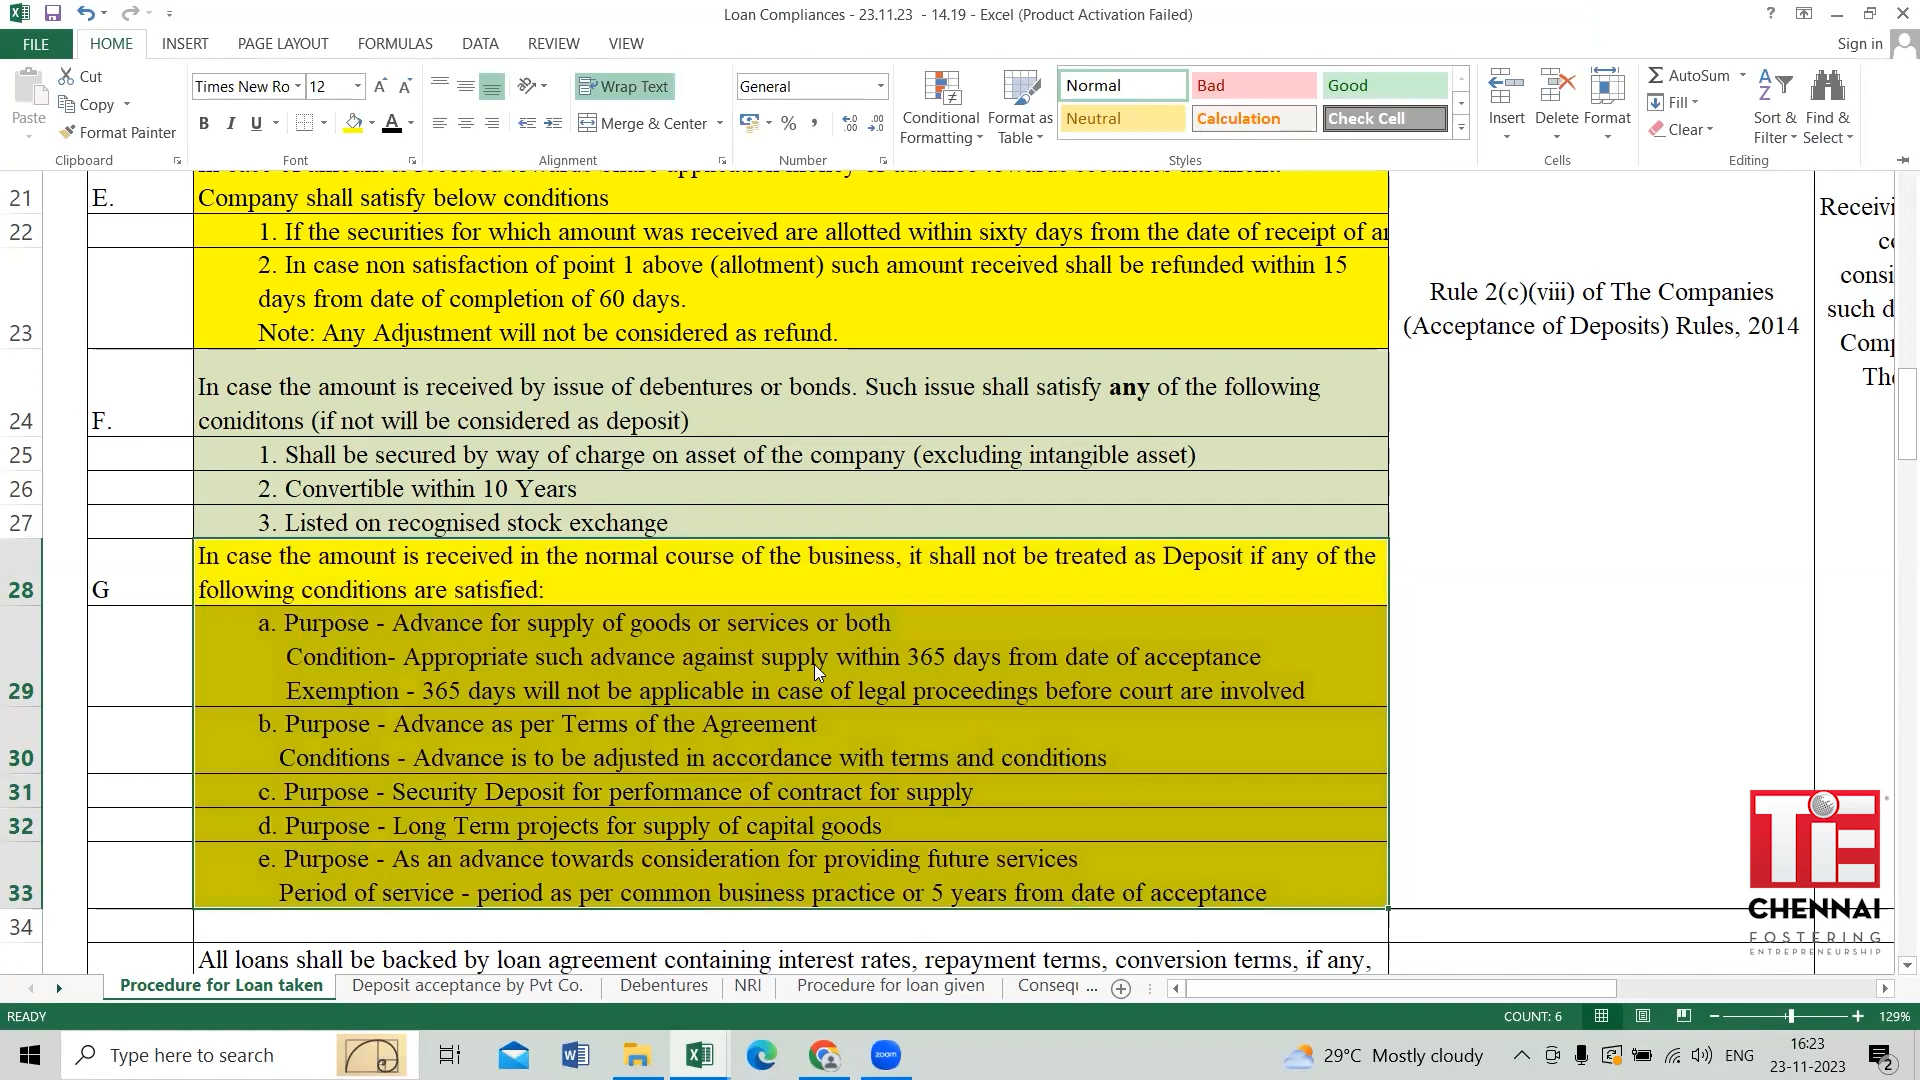 Loan Compliances - 23.11.23 - 14.19 - Excel (Product Activation Failed)
FILE HOME INSERT PAGE LAYOUT FORMULAS DATA REVIEW VIEW Sign in
Paste Cut Copy Format Painter
Times New Ro 12
B I U A
Wrap Text
Merge & Center
General
%
Conditional Formatting
Format as Table
Normal Bad Good
Neutral Calculation Check Cell
Insert Delete Format
AutoSum
Fill
Clear
Sort & Filter
Find & Select
Clipboard Font Alignment Number Styles Cells Editing
21 E. Company shall satisfy below conditions
22 1. If the securities for which amount was received are allotted within sixty days from the date of receipt of
2. In case non satisfaction of point 1 above (allotment) such amount received shall be refunded within 15
days from date of completion of 60 days.
23 Note: Any Adjustment will not be considered as refund.
Rule 2(c)(viii) of The Companies
(Acceptance of Deposits) Rules, 2014
In case the amount is received by issue of debentures or bonds. Such issue shall satisfy any of the following
24 F. coniditons (if not will be considered as deposit)
25 1. Shall be secured by way of charge on asset of the company (excluding intangible asset)
26 2. Convertible within 10 Years
27 3. Listed on recognised stock exchange
In case the amount is received in the normal course of the business, it shall not be treated as Deposit if any of the
28 G following conditions are satisfied:
a. Purpose - Advance for supply of goods or services or both
Condition- Appropriate such advance against supply within 365 days from date of acceptance
29 Exemption - 365 days will not be applicable in case of legal proceedings before court are involved
b. Purpose - Advance as per Terms of the Agreement
30 Conditions - Advance is to be adjusted in accordance with terms and conditions
31 c. Purpose - Security Deposit for performance of contract for supply
32 d. Purpose - Long Term projects for supply of capital goods
e. Purpose - As an advance towards consideration for providing future services
33 Period of service - period as per common business practice or 5 years from date of acceptance
34
All loans shall be backed by loan agreement containing interest rates, repayment terms, conversion terms, if any,
such d
TiE
CHENNAI
FOSTERING
ENTREPRENEURSHIP
Procedure for Loan taken Deposit acceptance by Pvt Co. Debentures NRI Procedure for loan given Consequ ...
READY COUNT: 6 129%
Type here to search
zoom
29°C Mostly cloudy
ENG
16:23
23-11-2023
2